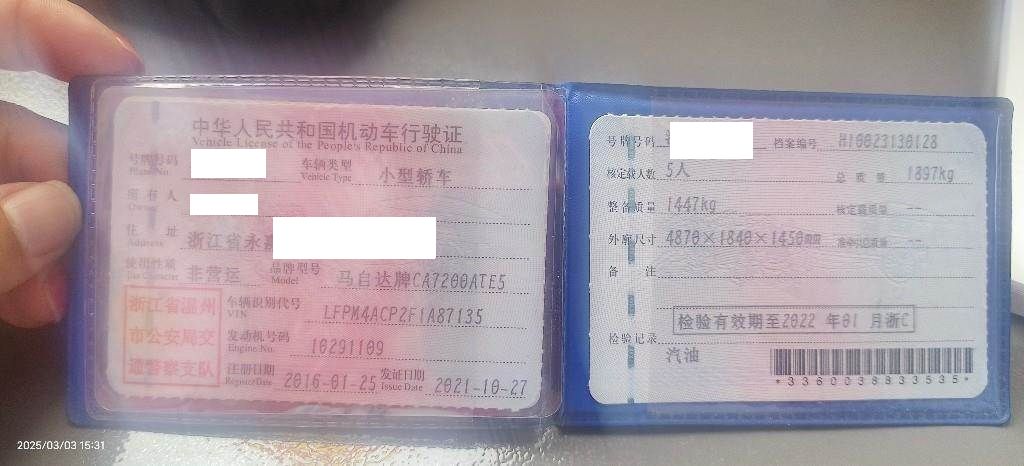 中华人民共和国机动车行驶证
Vehicle License of the People's Republic of China
号牌号码 车辆类型 小型轿车
Plate No. Vehicle Type
所有人
Owner
住址 浙江省永嘉
Address
使用性质 非营运 品牌型号 马自达牌CA7200ATE5
Use Character Model
浙江省温州
市公安局交
通警察支队
车辆识别代号 LFPM4ACP2F1A87135
VIN
发动机号码 10291109
Engine No.
注册日期 2016-01-25 发证日期 2021-10-27
Register Date Issue Date
号牌号码 档案编号 H10023130128
核定载人数 5人 总质量 1897kg
整备质量 1447kg 核定载质量 --
外廓尺寸 4870×1840×1450mm 准牵引总质量 --
备注
检验有效期至2022 年01 月浙C
检验记录
汽油
*3360038833535*
2025/03/03 15:31